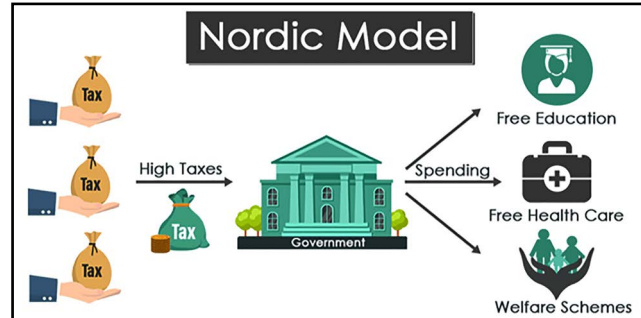 Nordic Model
Tax
Tax
Tax
High Taxes
Tax
Government
Spending
Free Education
Free Health Care
Welfare Schemes